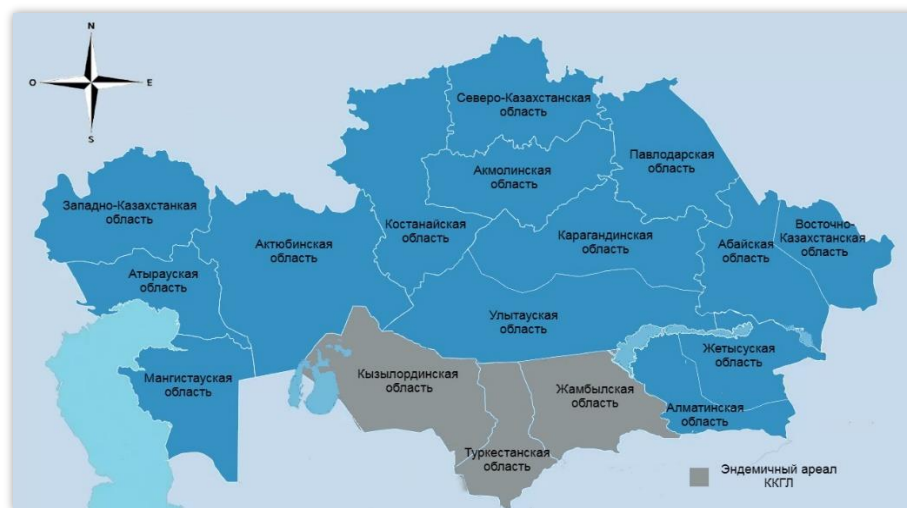 N
O
E
S
Северо-Казахстанская
область
Павлодарская
область
Акмолинская
область
Западно-Казахстанкая
область
Костанайская
область
Актюбинская
область
Карагандинская
область
Абайская
область
Восточно-
Казахстанская
область
Атырауская
область
Улытауская
область
Жетысуская
область
Мангистауская
область
Кызылординская
область
Жамбылская
область
Алматинская
область
Туркестанская
область
Эндемичный ареал
ККГЛ